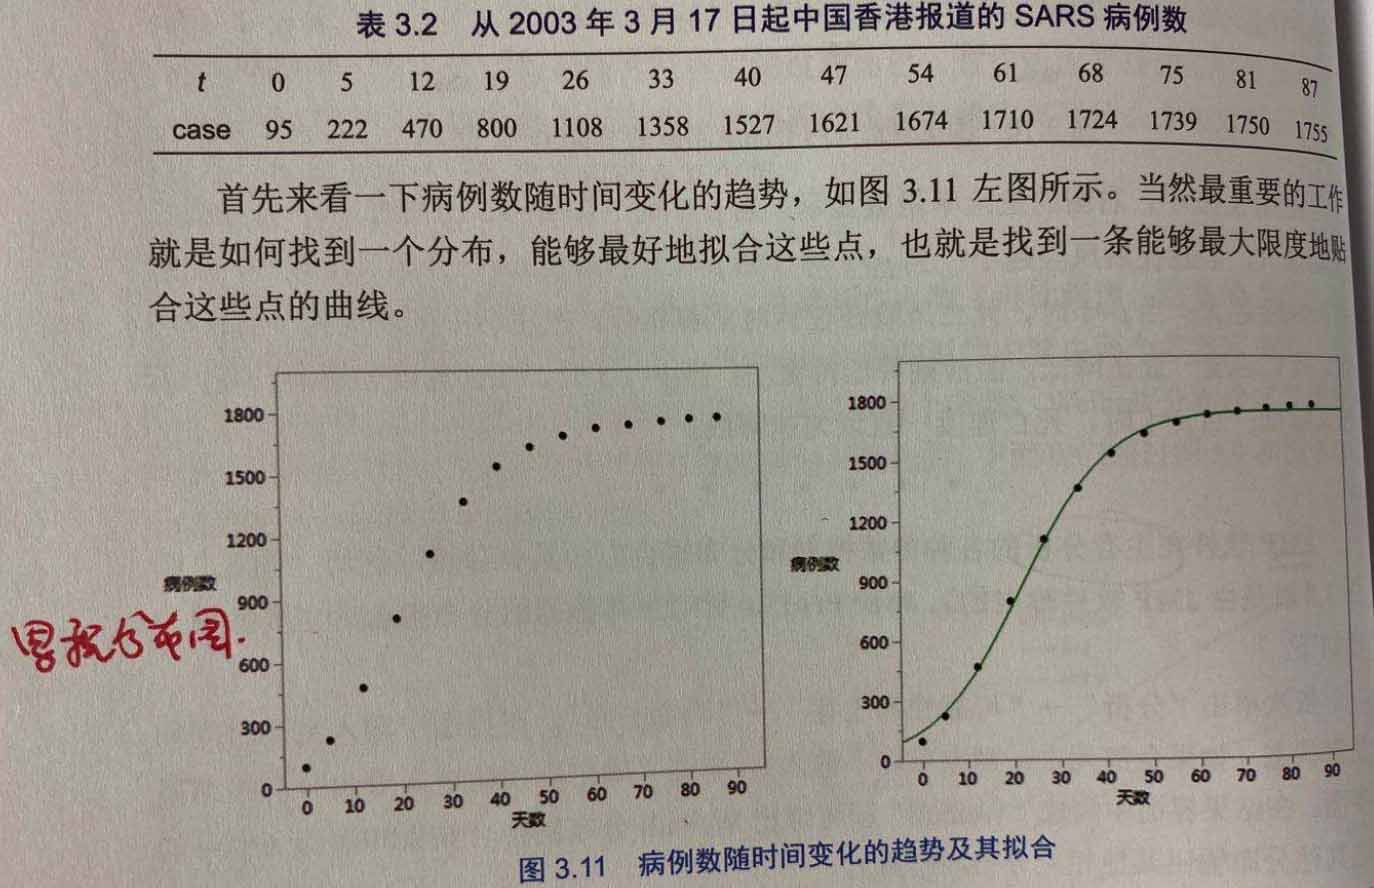 表 3.2 从 2003 年 3 月 17 日起中国香港报道的 SARS 病例数
t 0 5 12 19 26 33 40 47 54 61 68 75 81 87
case 95 222 470 800 1108 1358 1527 1621 1674 1710 1724 1739 1750 1755
首先来看一下病例数随时间变化的趋势，如图 3.11 左图所示。当然最重要的工作
就是如何找到一个分布，能够最好地拟合这些点，也就是找到一条能够最大限度地贴
合这些点的曲线。
1800
1500
1200
病例数
900
累积分布图.
600
300
0
0 10 20 30 40 50 60 70 80 90
天数
1800
1500
1200
病例数
900
600
300
0
0 10 20 30 40 50 60 70 80 90
天数
图 3.11 病例数随时间变化的趋势及其拟合